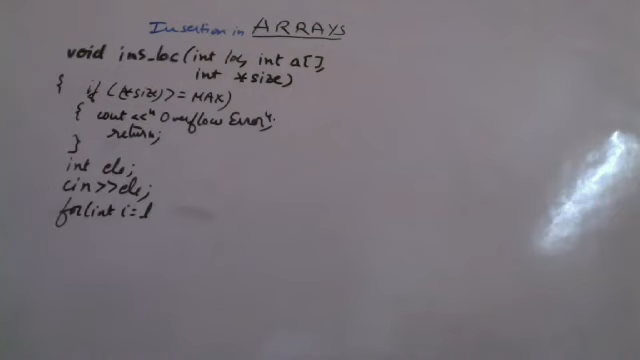 Insertion in ARRAYS
void ins_loc(int loc, int a[],
int *size)
{ if ((*size)>= MAX)
{ cout<<"Overflow Error";
return;
}
int ele;
cin>>ele;
for(int i=1